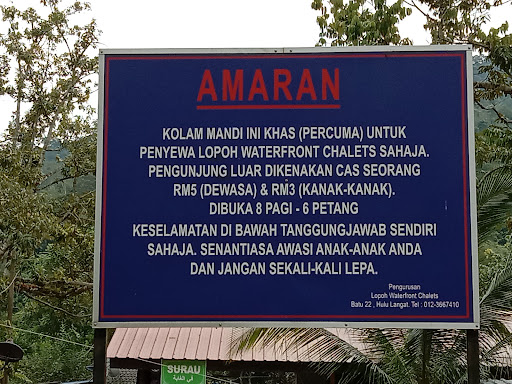 AMARAN
KOLAM MANDI INI KHAS (PERCUMA) UNTUK
PENYEWA LOPOH WATERFRONT CHALETS SAHAJA.
PENGUNJUNG LUAR DIKENAKAN CAS SEORANG
RM5 (DEWASA) & RM3 (KANAK-KANAK).
DIBUKA 8 PAGI - 6 PETANG
KESELAMATAN DI BAWAH TANGGUNGJAWAB SENDIRI
SAHAJA. SENANTIASA AWASI ANAK-ANAK ANDA
DAN JANGAN SEKALI-KALI LEPA.
Pengurusan
Lopoh Waterfront Chalets
Batu 22 , Hulu Langat. Tel : 012-3667410
SURAU